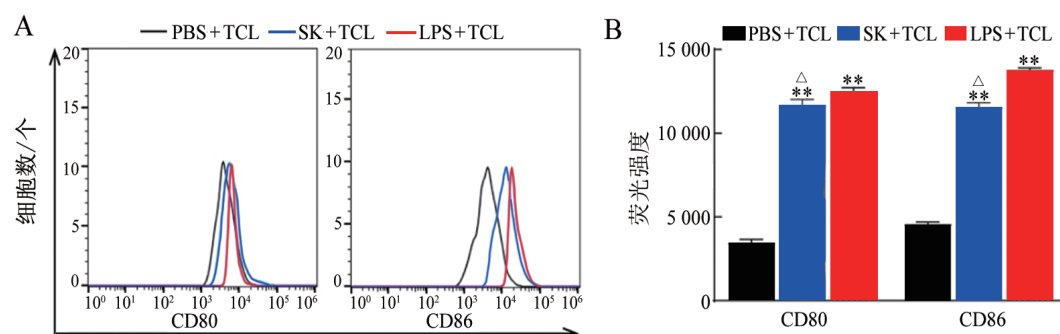 A
PBS+TCL SK+TCL LPS+TCL
细胞数/个
20
15
10
5
0
10⁰ 10¹ 10² 10³ 10⁴ 10⁵ 10⁶
CD80
20
15
10
5
0
10⁰ 10¹ 10² 10³ 10⁴ 10⁵ 10⁶
CD86
B
PBS+TCL SK+TCL LPS+TCL
荧光强度
15 000
10 000
5 000
0
△
** **
△
** **
CD80 CD86